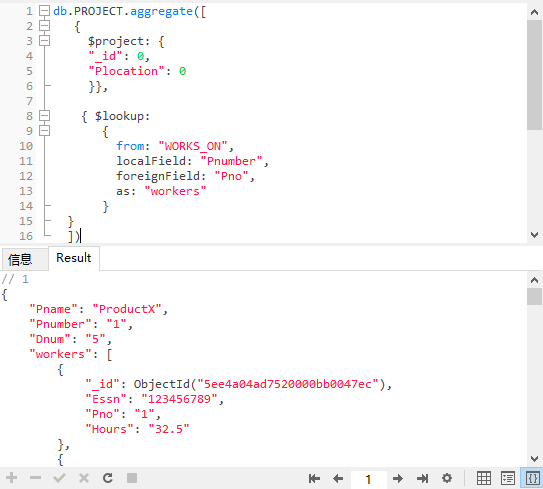 1 db.PROJECT.aggregate([
2 {
3 $project: {
4 "_id": 0,
5 "Plocation": 0
6 }},
7
8 { $lookup:
9 {
10 from: "WORKS_ON",
11 localField: "Pnumber",
12 foreignField: "Pno",
13 as: "workers"
14 }
15 }
16 ])
信息 Result
// 1
{
"Pname": "ProductX",
"Pnumber": "1",
"Dnum": "5",
"workers": [
{
"_id": ObjectId("5ee4a04ad7520000bb0047ec"),
"Essn": "123456789",
"Pno": "1",
"Hours": "32.5"
},
{
1